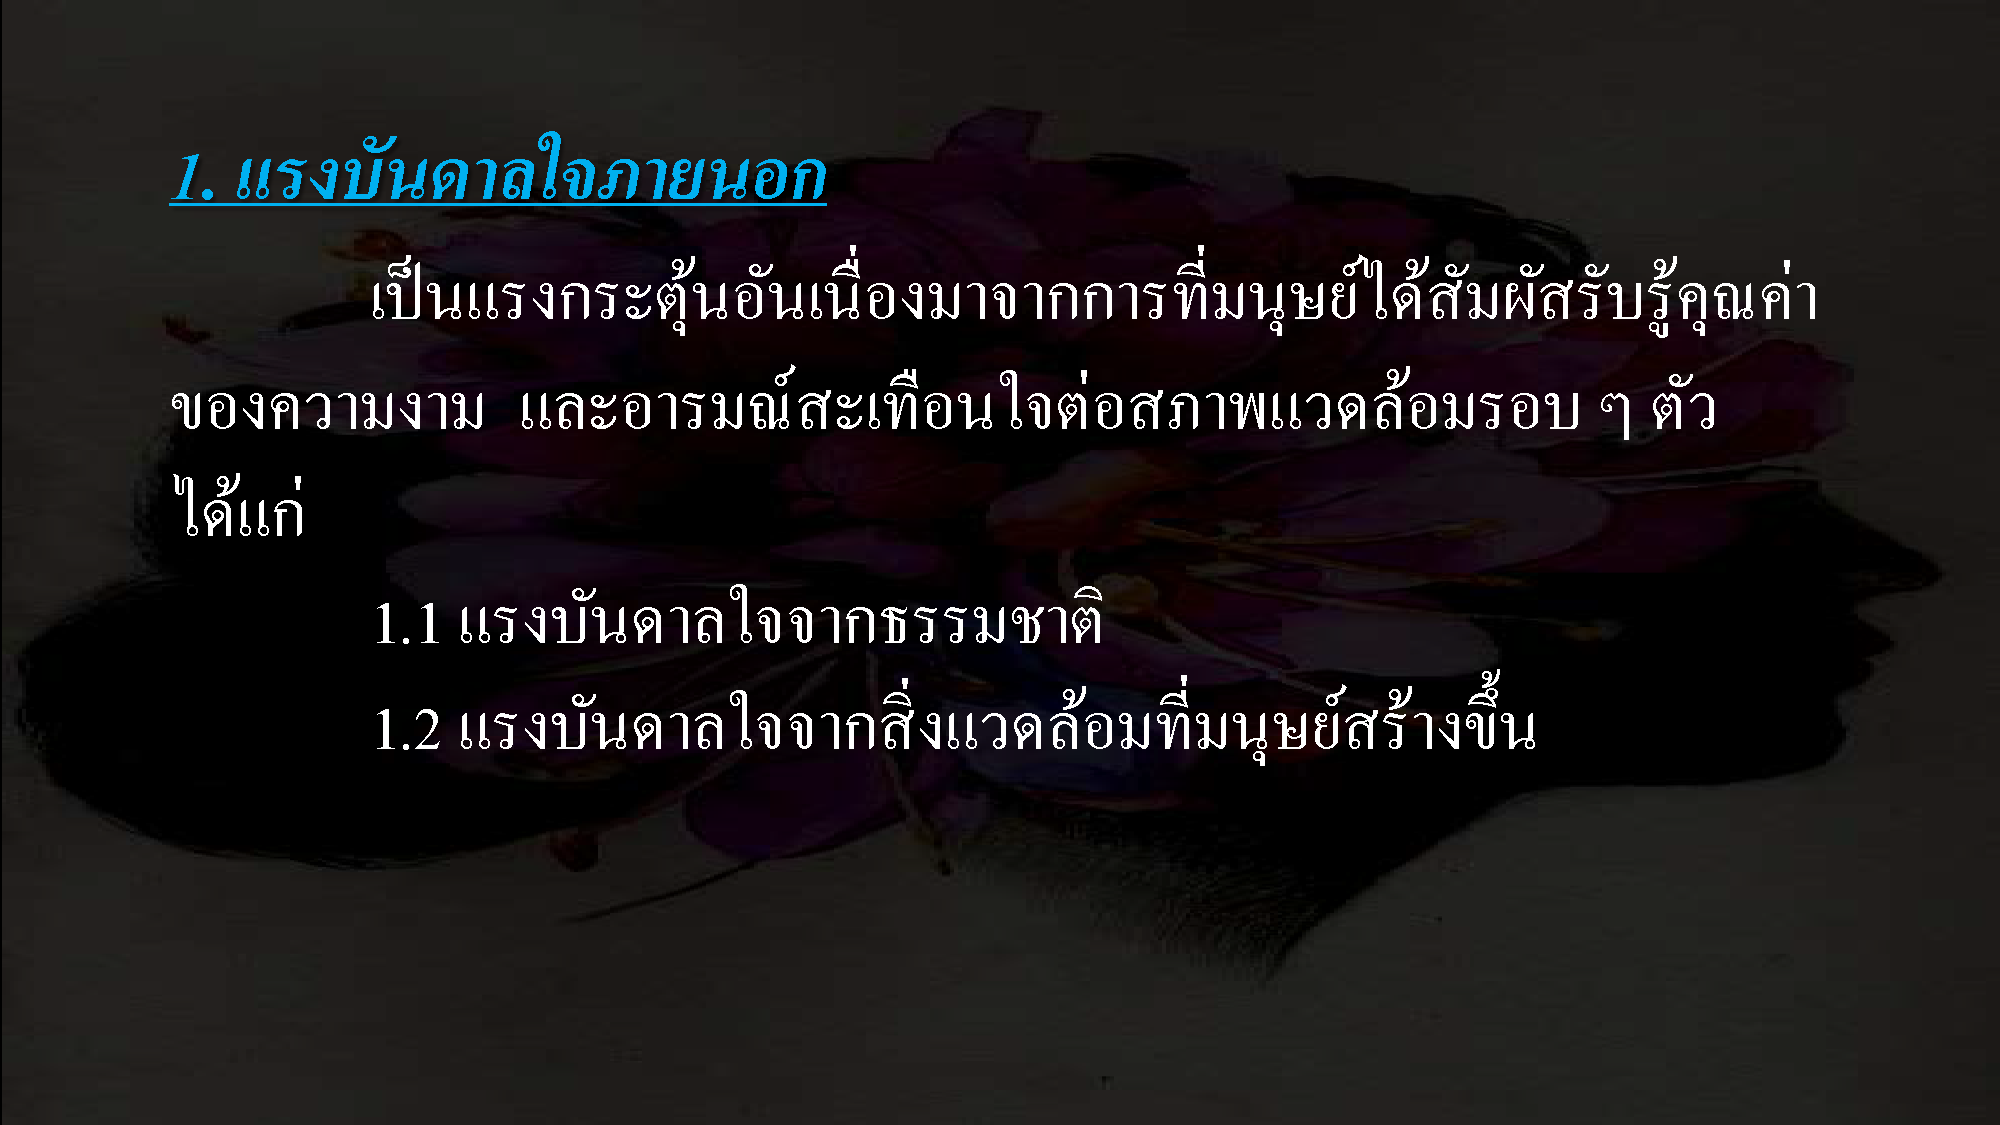 1. แรงบันดาลใจภายนอก
เป็นแรงกระตุ้นอันเนื่องมาจากการที่มนุษย์ได้สัมผัสรับรู้คุณค่า
ของความงาม และอารมณ์สะเทือนใจต่อสภาพแวดล้อมรอบ ๆ ตัว
ได้แก่
1.1 แรงบันดาลใจจากธรรมชาติ
1.2 แรงบันดาลใจจากสิ่งแวดล้อมที่มนุษย์สร้างขึ้น